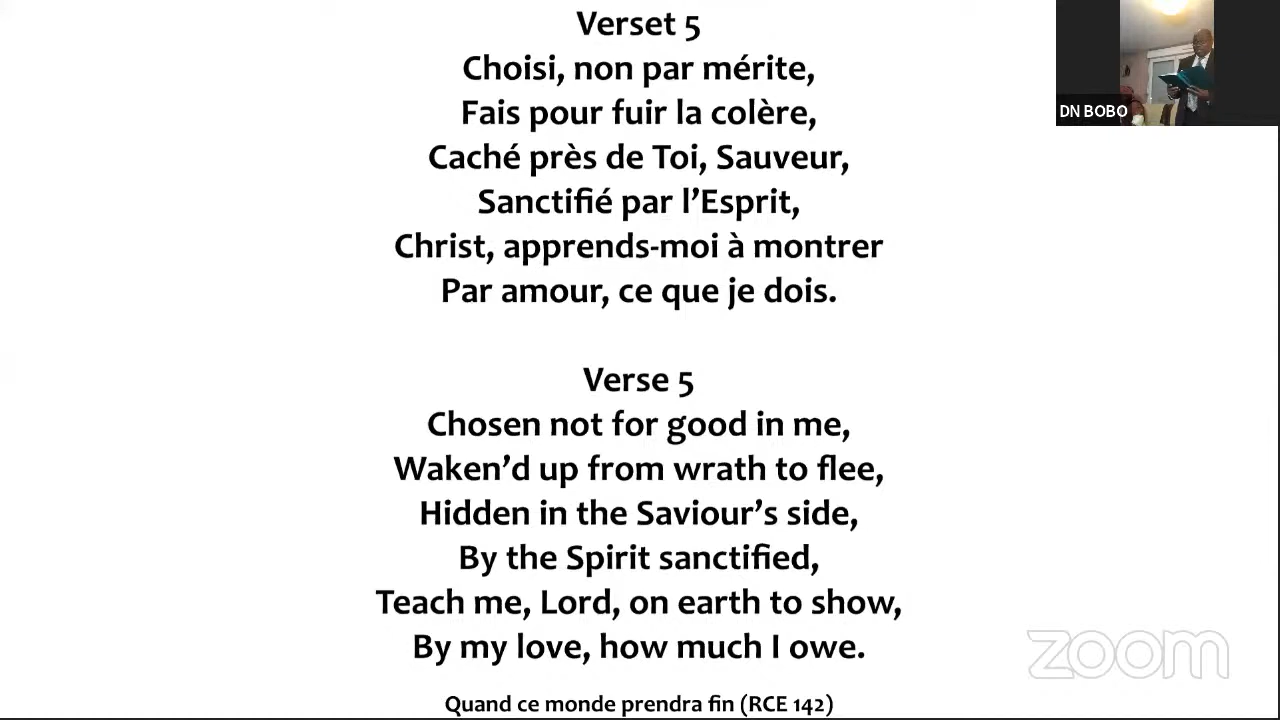 Verset 5
Choisi, non par mérite,
Fais pour fuir la colère,
Caché près de Toi, Sauveur,
Sanctifié par l’Esprit,
Christ, apprends-moi à montrer
Par amour, ce que je dois.
Verse 5
Chosen not for good in me,
Waken’d up from wrath to flee,
Hidden in the Saviour’s side,
By the Spirit sanctified,
Teach me, Lord, on earth to show,
By my love, how much I owe.
Quand ce monde prendra fin (RCE 142)
DN BOBO
zoom